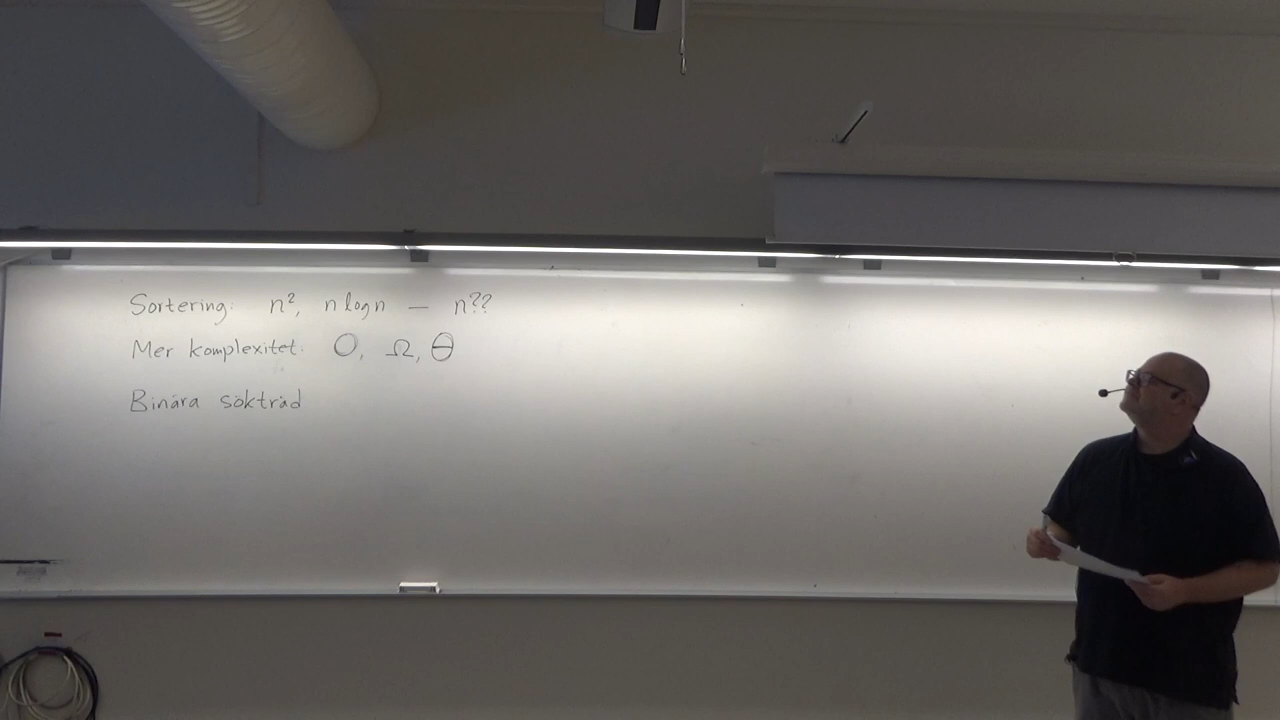 Sortering: n², n log n — n??
Mer komplexitet: O, Ω, Θ
Binära sökträd